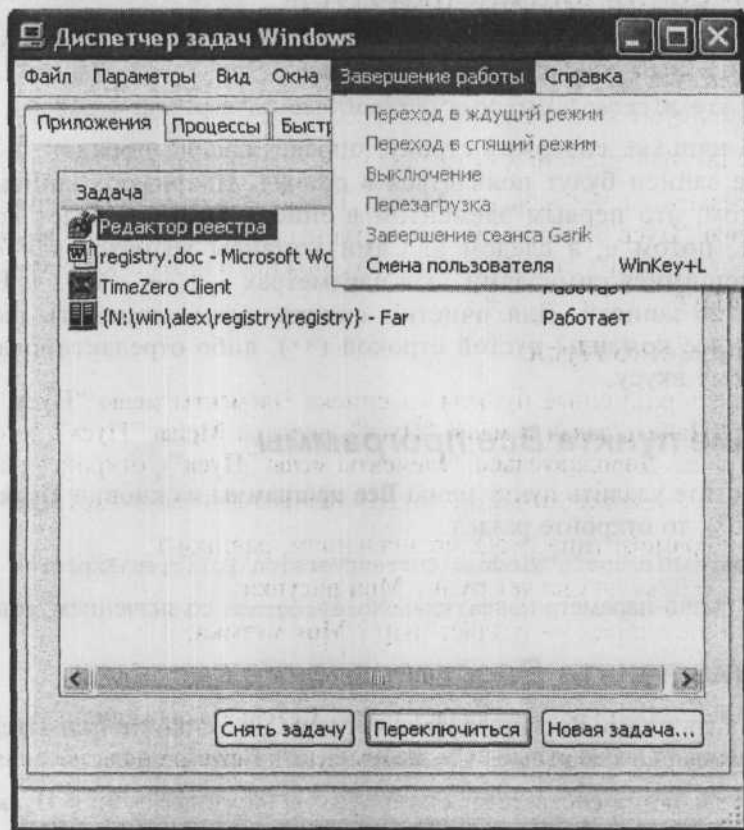 Диспетчер задач Windows
Файл Параметры Вид Окна Завершение работы Справка
Приложения Процессы Быстр
Переход в ждущий режим
Переход в спящий режим
Выключение
Перезагрузка
Завершение сеанса Garik
Смена пользователя WinKey+L
Задача
Редактор реестра
registry.doc - Microsoft Wo
TimeZero Client
{N:\win\alex\registry\registry} - Far Работает
Снять задачу Переключиться Новая задача...